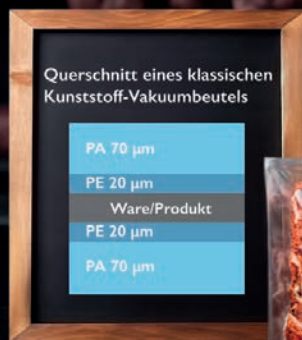 Querschnitt eines klassischen
Kunststoff-Vakuumbeutels
PA 70 µm
PE 20 µm
Ware/Produkt
PE 20 µm
PA 70 µm